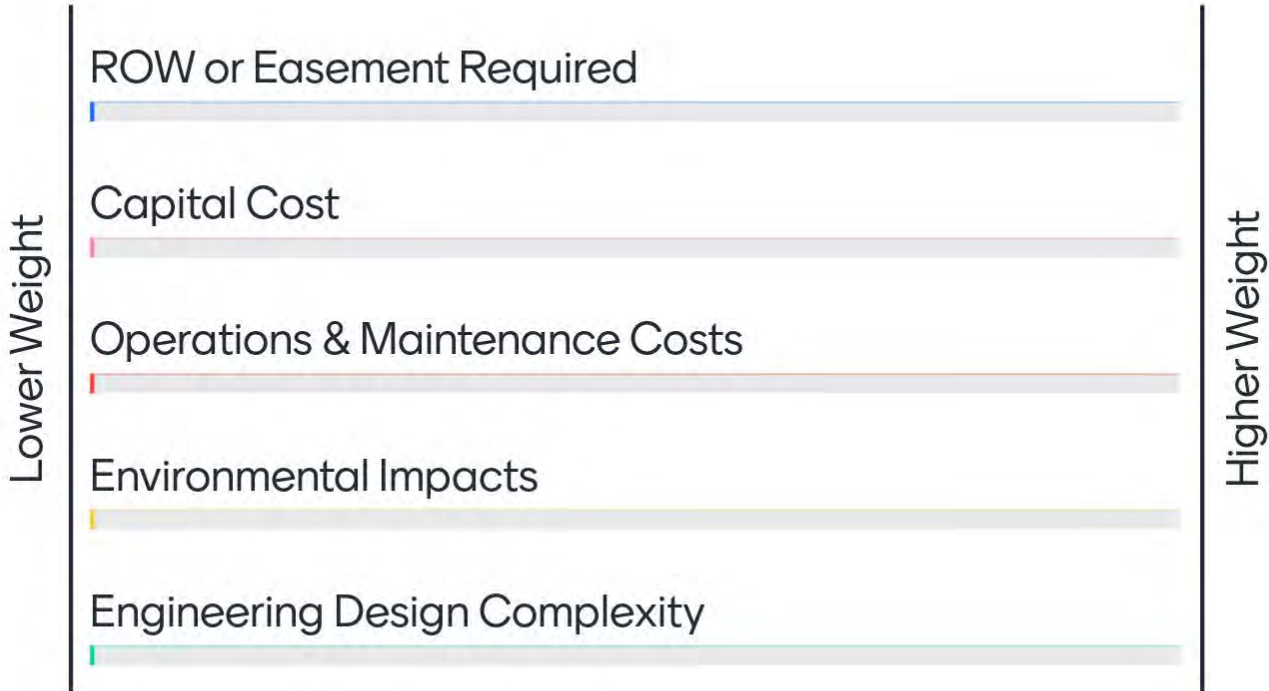 ROW or Easement Required
Capital Cost
Operations & Maintenance Costs
Environmental Impacts
Engineering Design Complexity
Lower Weight
Higher Weight